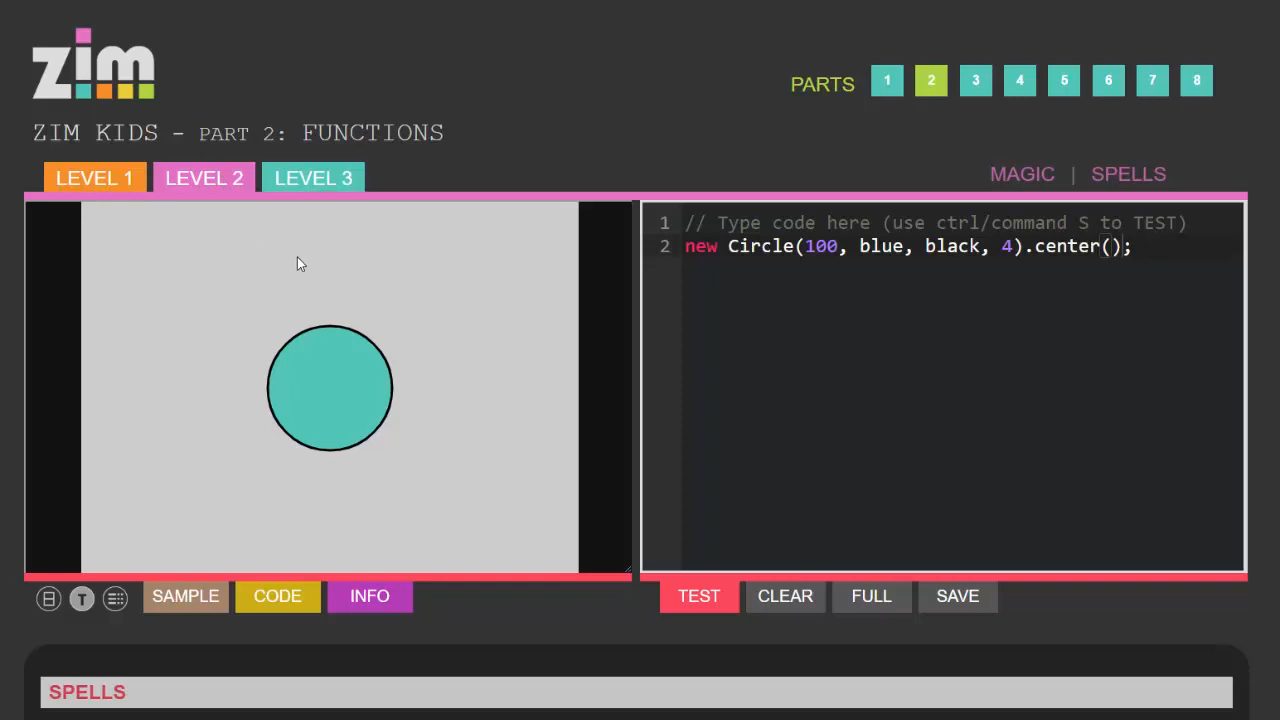 zim
PARTS 1 2 3 4 5 6 7 8
ZIM KIDS - PART 2: FUNCTIONS
LEVEL 1 LEVEL 2 LEVEL 3
MAGIC | SPELLS
1 // Type code here (use ctrl/command S to TEST)
2 new Circle(100, blue, black, 4).center();
T SAMPLE CODE INFO
TEST CLEAR FULL SAVE
SPELLS